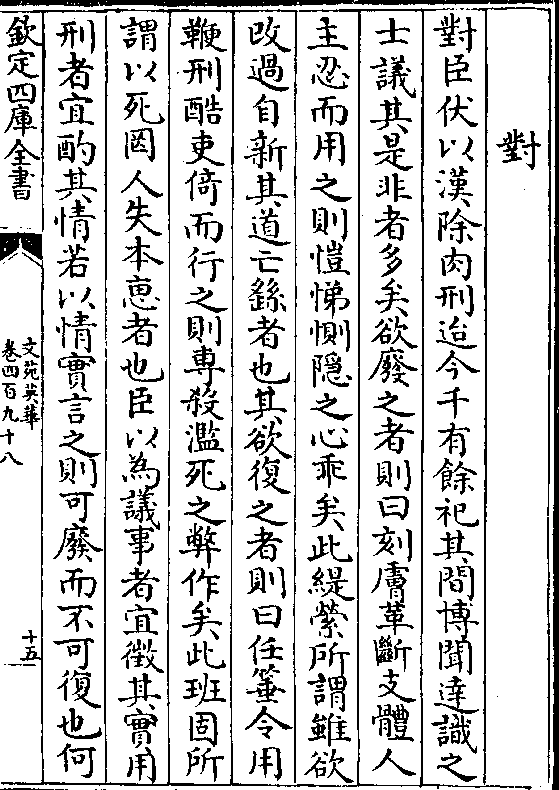 對
對臣伏以漢除肉刑迨今千有餘祀其間博聞達識之
士議其是非者多矣欲廢之者則曰刻膚革斷支體人
主忍而用之則愷悌惻隱之心乖矣此緹縈所謂雖欲
改過自新其道亡繇者也其欲復之者則曰任箠令用
鞭刑酷吏倚而行之則專殺濫死之弊作矣此班固所
謂以死罔人失本惠者也臣以為議事者宜徵其實用
刑者宜酌其情若以情實言之則可廢而不可復也何
欽定四庫全書
文苑英華
卷四百九十八
十五